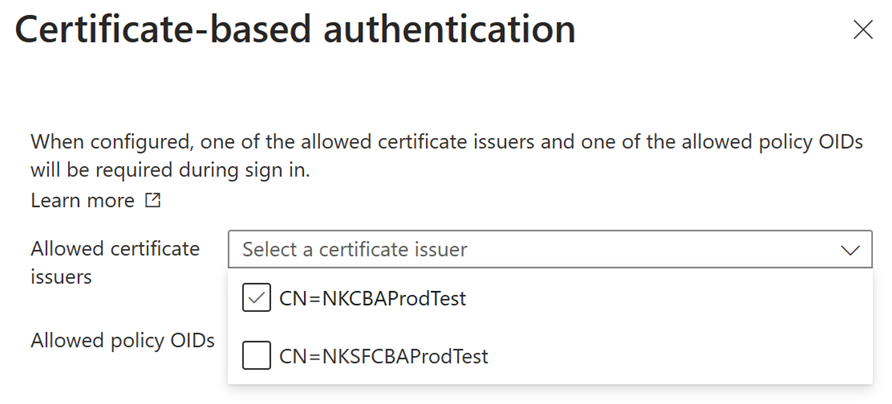 Certificate-based authentication
When configured, one of the allowed certificate issuers and one of the allowed policy OIDs
will be required during sign in.
Learn more
Allowed certificate
issuers
Select a certificate issuer
CN=NKCBAProdTest
Allowed policy OIDs
CN=NKSFCBAProdTest